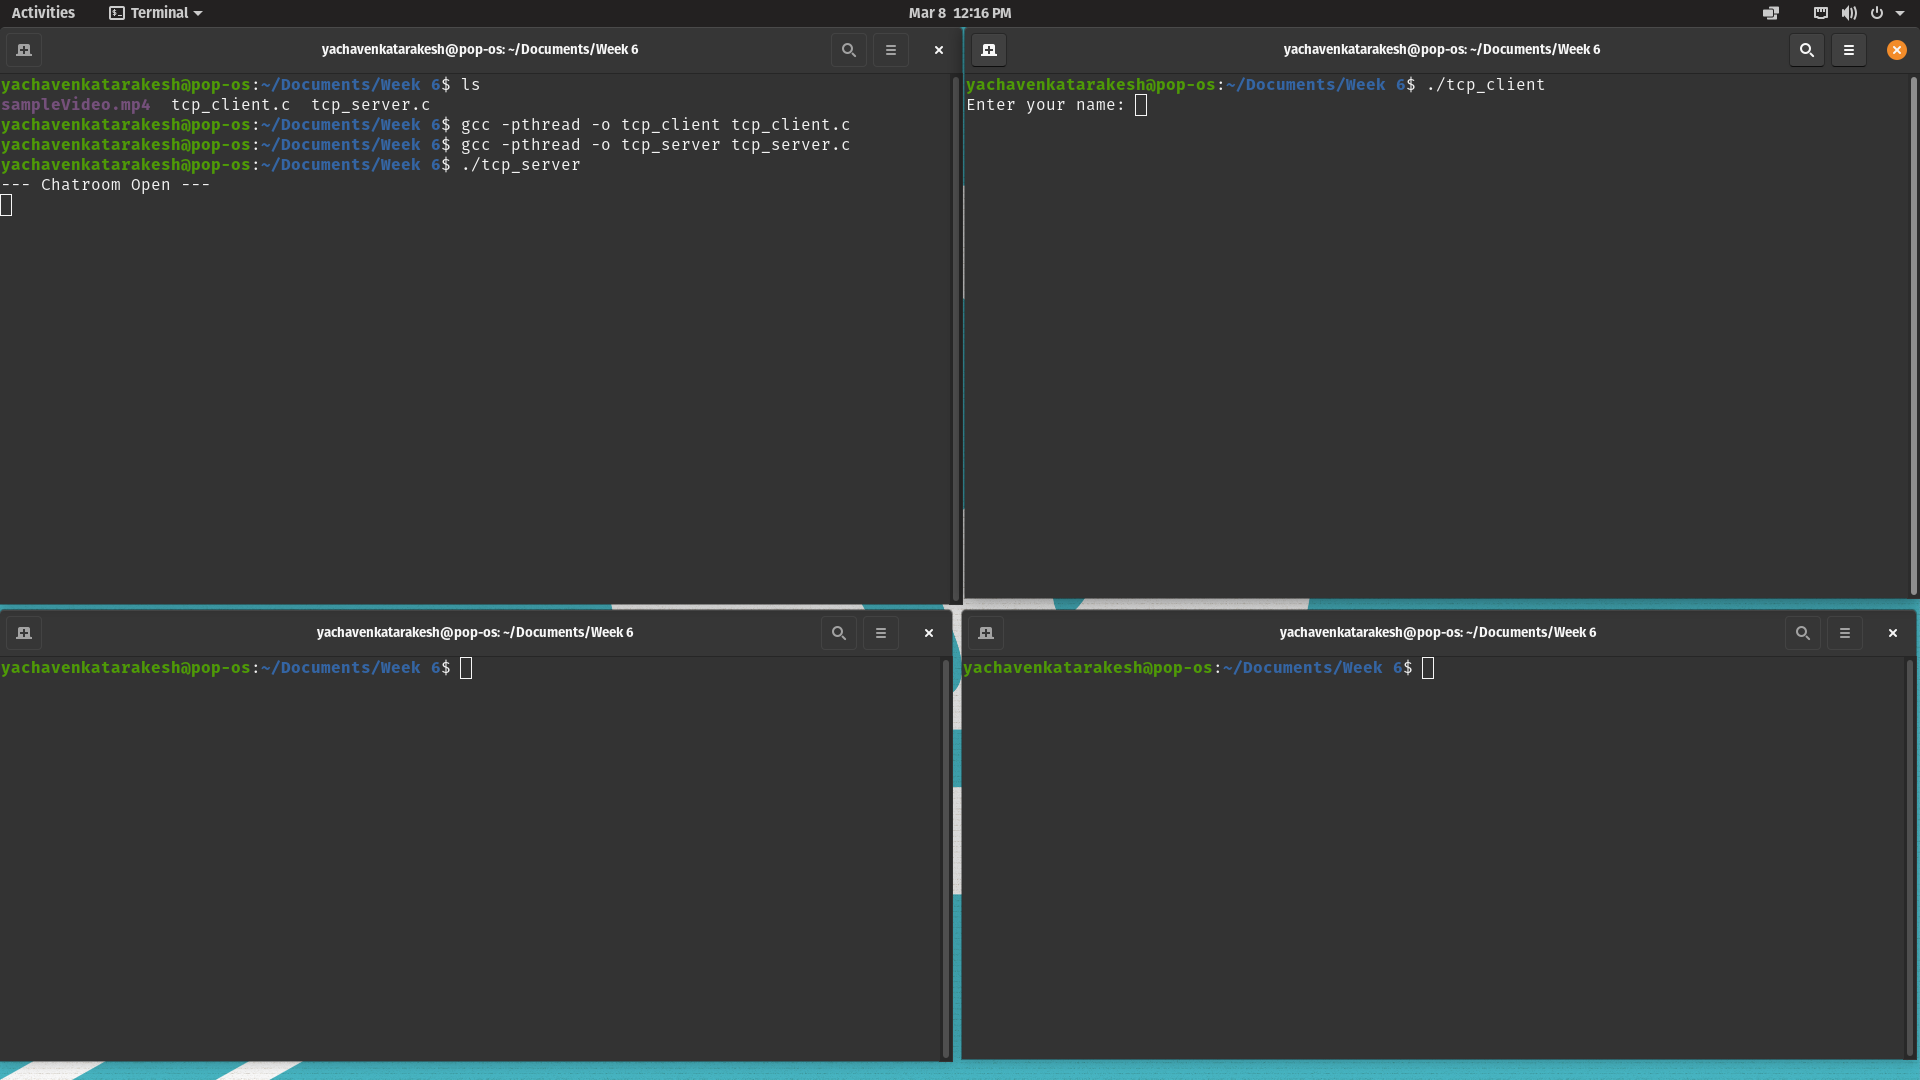 Activities Terminal Mar 8 12:16 PM
yachavenkatarakesh@pop-os: ~/Documents/Week 6
yachavenkatarakesh@pop-os:~/Documents/Week 6$ ls
sampleVideo.mp4 tcp_client.c tcp_server.c
yachavenkatarakesh@pop-os:~/Documents/Week 6$ gcc -pthread -o tcp_client tcp_client.c
yachavenkatarakesh@pop-os:~/Documents/Week 6$ gcc -pthread -o tcp_server tcp_server.c
yachavenkatarakesh@pop-os:~/Documents/Week 6$ ./tcp_server
--- Chatroom Open ---
yachavenkatarakesh@pop-os: ~/Documents/Week 6
yachavenkatarakesh@pop-os:~/Documents/Week 6$ ./tcp_client
Enter your name:
yachavenkatarakesh@pop-os: ~/Documents/Week 6
yachavenkatarakesh@pop-os:~/Documents/Week 6$
yachavenkatarakesh@pop-os: ~/Documents/Week 6
yachavenkatarakesh@pop-os:~/Documents/Week 6$